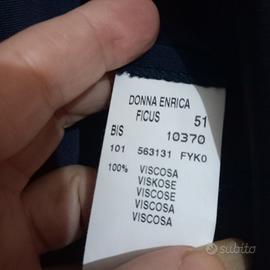 DONNA ENRICA
FICUS 51
BIS 10370
101 563131 FYK0
100% VISCOSA
VISKOSE
VISCOSE
VISCOSA
VISCOSA
subito